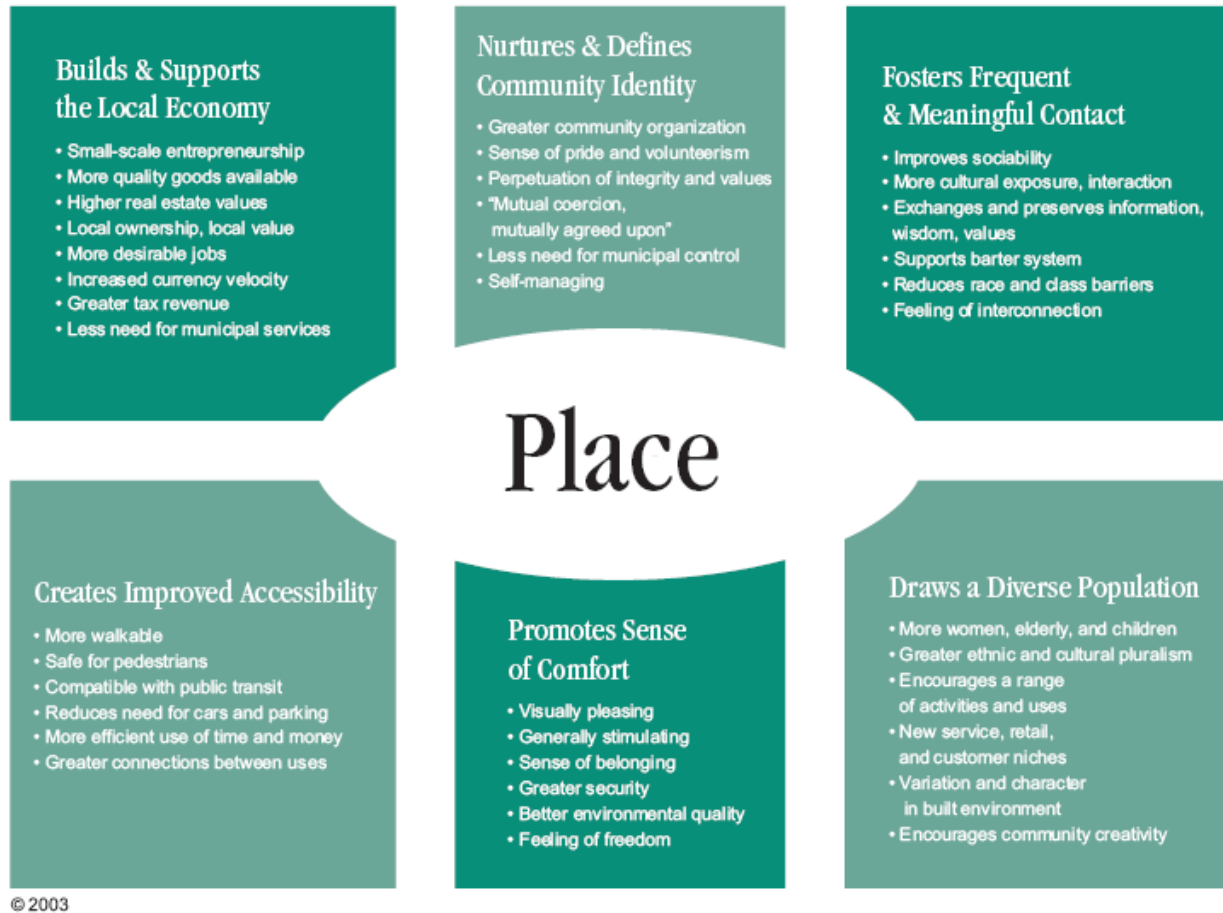 Builds & Supports
the Local Economy
• Small-scale entrepreneurship
• More quality goods available
• Higher real estate values
• Local ownership, local value
• More desirable jobs
• Increased currency velocity
• Greater tax revenue
• Less need for municipal services
Nurtures & Defines
Community Identity
• Greater community organization
• Sense of pride and volunteerism
• Perpetuation of integrity and values
• “Mutual coercion,
mutually agreed upon”
• Less need for municipal control
• Self-managing
Fosters Frequent
& Meaningful Contact
• Improves sociability
• More cultural exposure, interaction
• Exchanges and preserves information,
wisdom, values
• Supports barter system
• Reduces race and class barriers
• Feeling of interconnection
Place
Creates Improved Accessibility
• More walkable
• Safe for pedestrians
• Compatible with public transit
• Reduces need for cars and parking
• More efficient use of time and money
• Greater connections between uses
Promotes Sense
of Comfort
• Visually pleasing
• Generally stimulating
• Sense of belonging
• Greater security
• Better environmental quality
• Feeling of freedom
Draws a Diverse Population
• More women, elderly, and children
• Greater ethnic and cultural pluralism
• Encourages a range
of activities and uses
• New service, retail,
and customer niches
• Variation and character
in built environment
• Encourages community creativity
© 2003